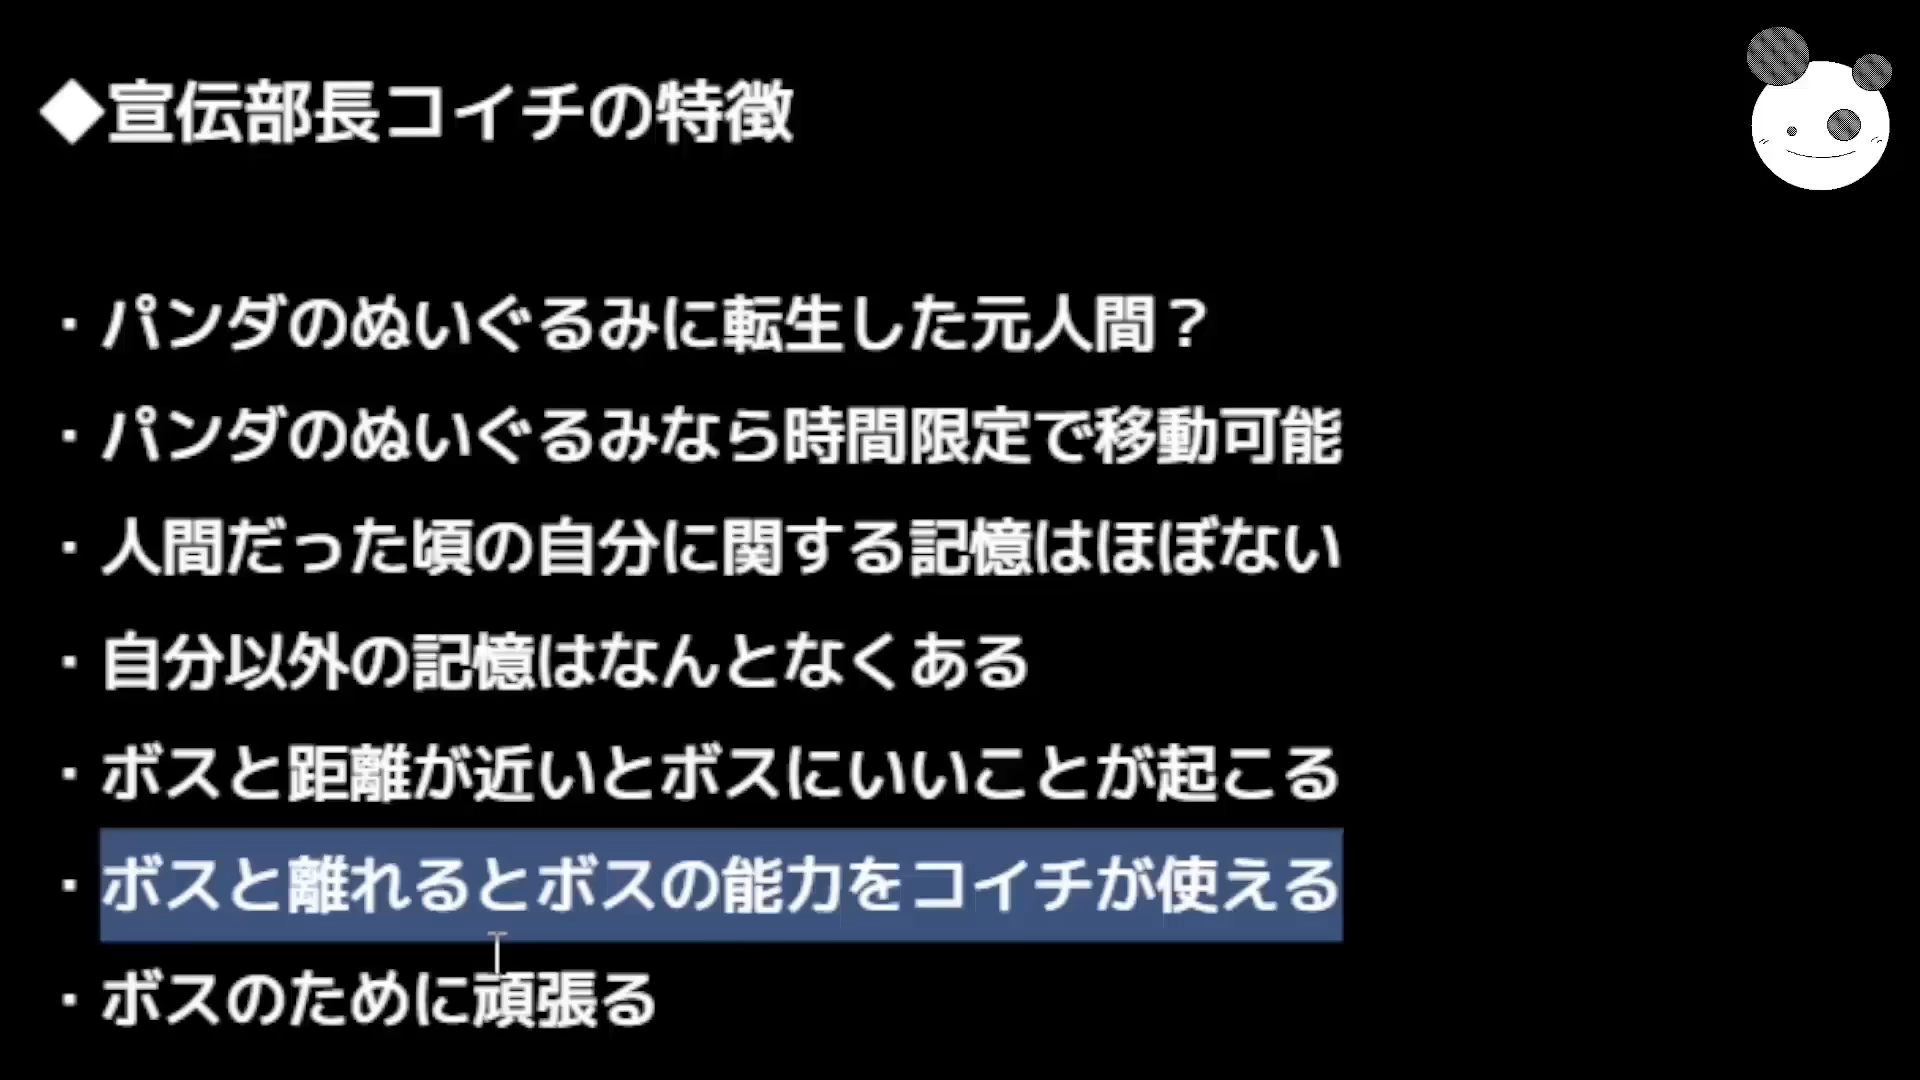 ◆宣伝部長コイチの特徴
・パンダのぬいぐるみに転生した元人間？
・パンダのぬいぐるみなら時間限定で移動可能
・人間だった頃の自分に関する記憶はほぼない
・自分以外の記憶はなんとなくある
・ボスと距離が近いとボスにいいことが起こる
・ボスと離れるとボスの能力をコイチが使える
・ボスのために頑張る